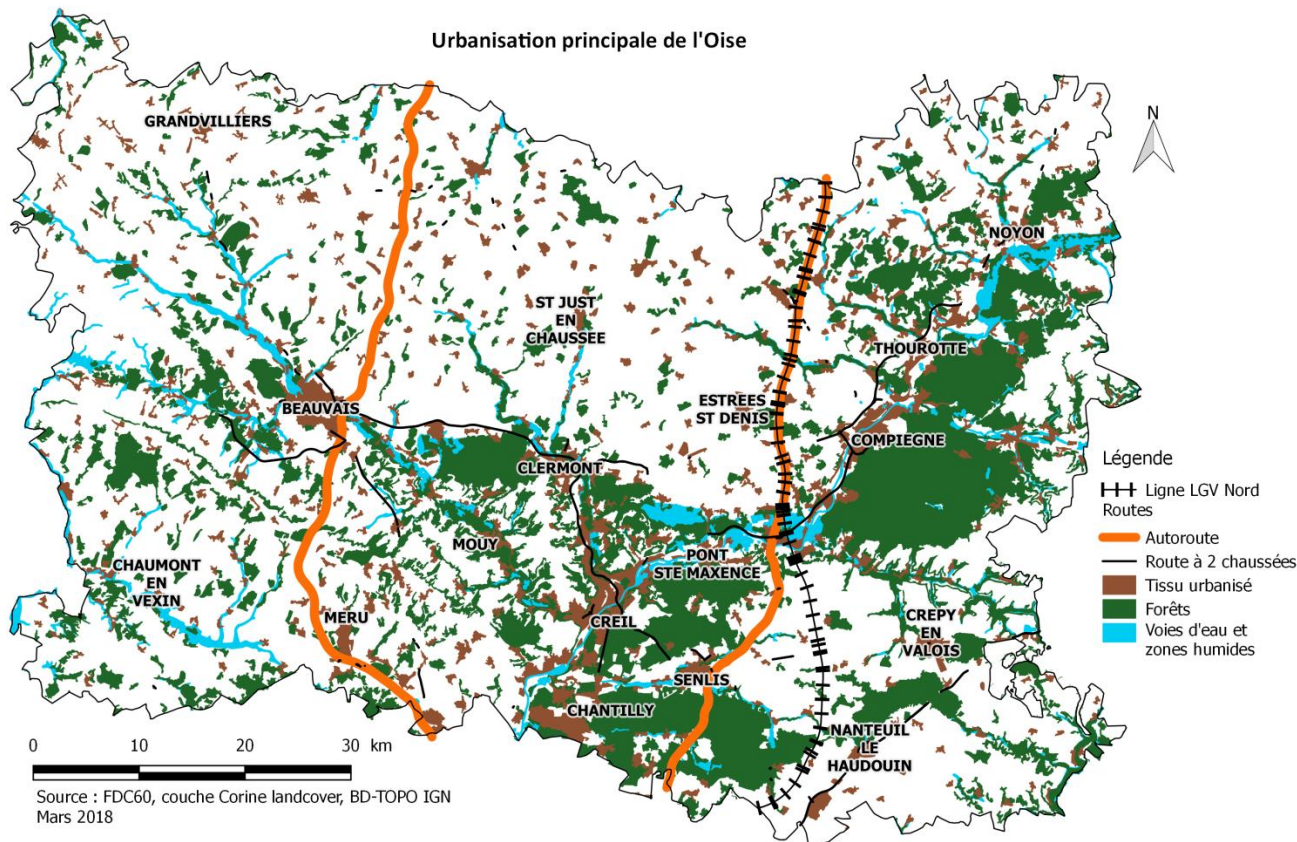 Urbanisation principale de l'Oise
GRANDVILLIERS
N
NOYON
ST JUST
EN
CHAUSSEE
THOUROTTE
BEAUVAIS
ESTREES
ST DENIS
COMPIEGNE
CLERMONT
MOUY
PONT
STE MAXENCE
CHAUMONT
EN
VEXIN
MERU
CREIL
CREPY
EN
VALOIS
SENLIS
CHANTILLY
NANTEUIL
LE
HAUDOUIN
Légende
Ligne LGV Nord
Routes
Autoroute
Route à 2 chaussées
Tissu urbanisé
Forêts
Voies d'eau et
zones humides
0 10 20 30 km
Source : FDC60, couche Corine landcover, BD-TOPO IGN
Mars 2018